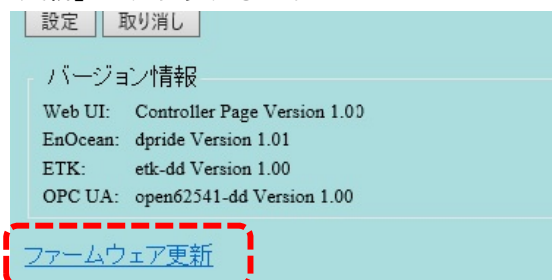 設定 取り消し
バージョン情報
Web UI: Controller Page Version 1.00
EnOcean: dpride Version 1.01
ETK: etk-dd Version 1.00
OPC UA: open62541-dd Version 1.00
ファームウェア更新